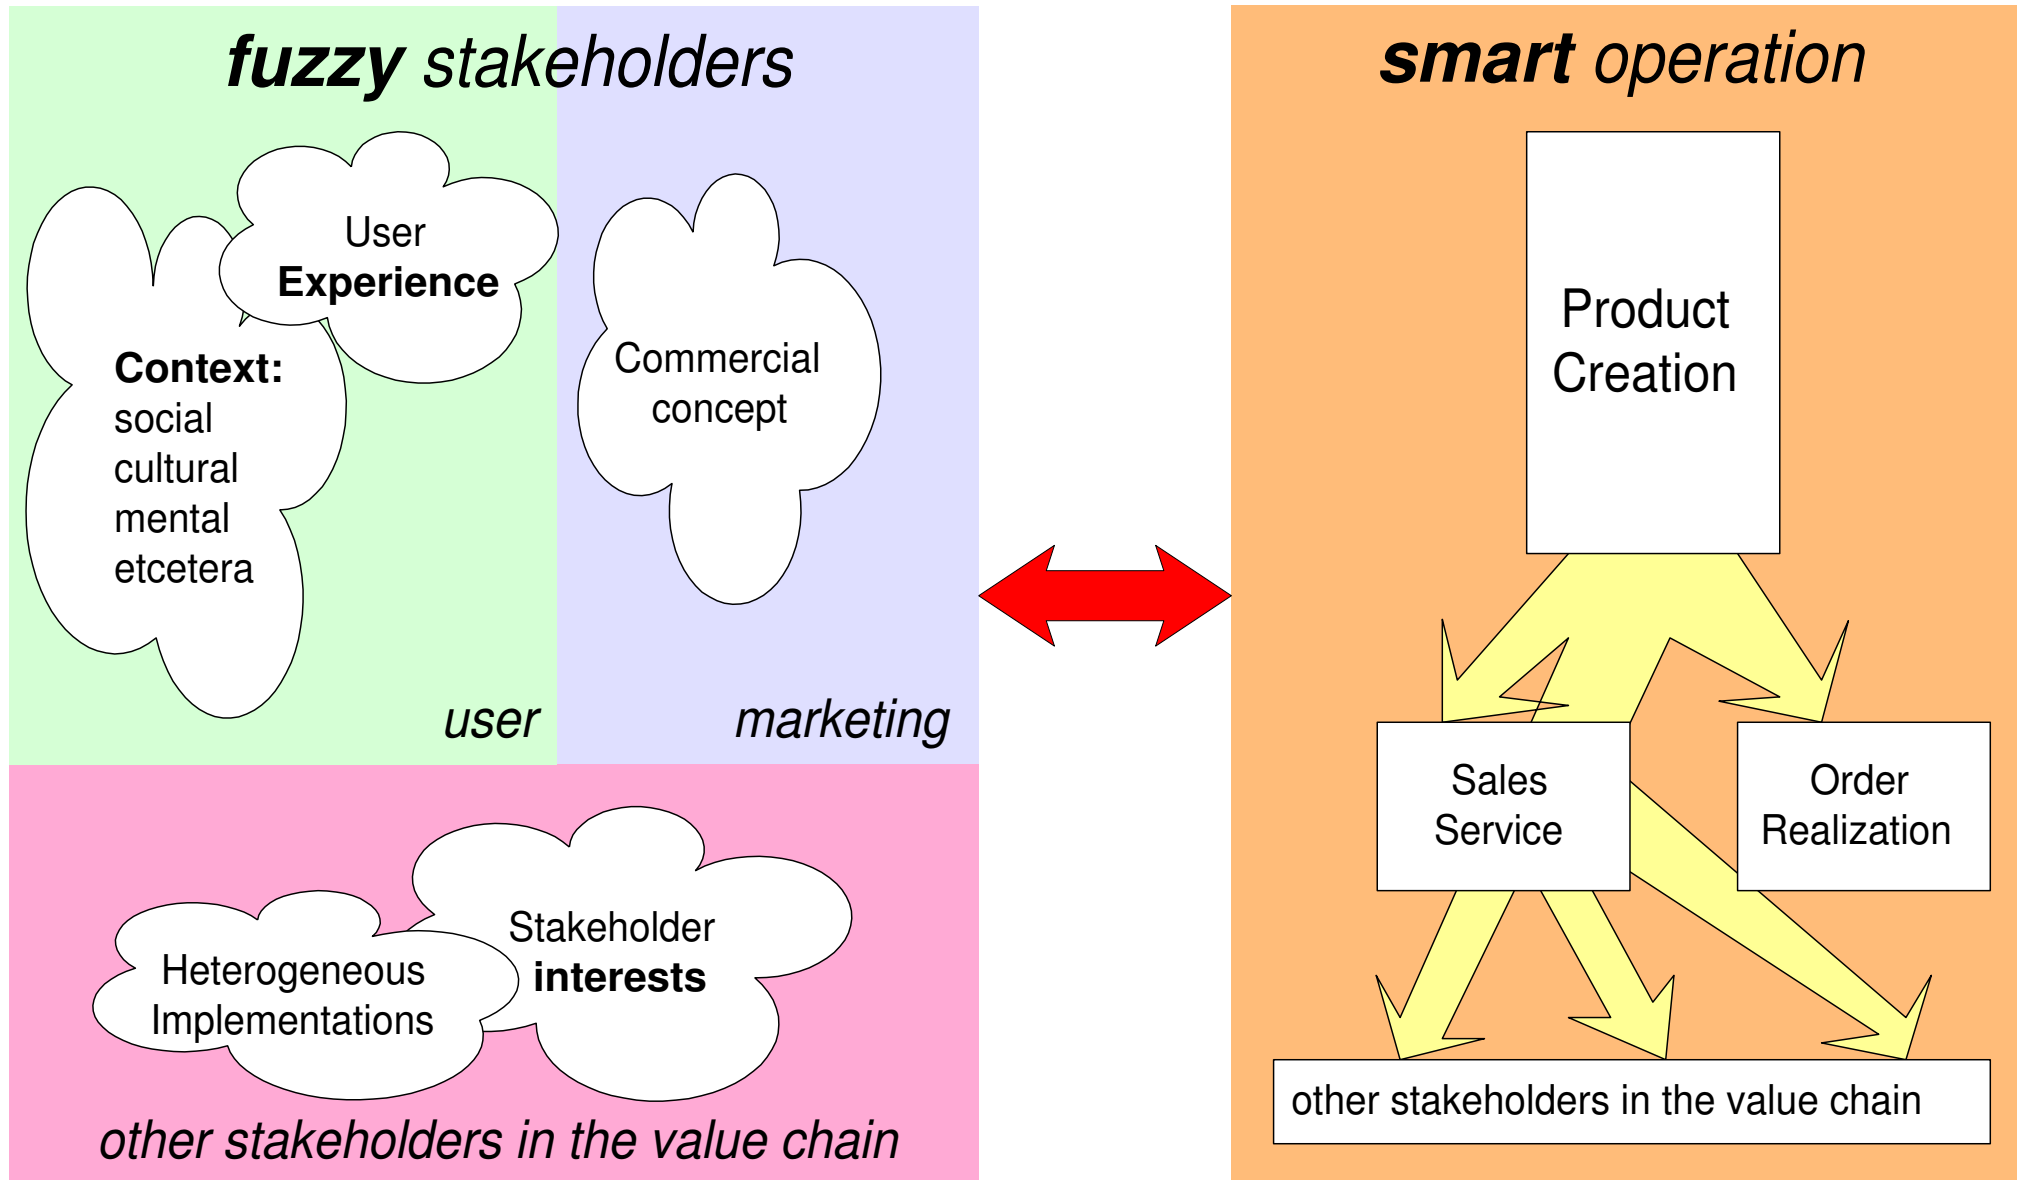 fuzzy stakeholders
User
Experience
Context:
social
cultural
mental
etcetera
Commercial
concept
user
marketing
Heterogeneous
Implementations
Stakeholder
interests
other stakeholders in the value chain
smart operation
Product
Creation
Sales
Service
Order
Realization
other stakeholders in the value chain